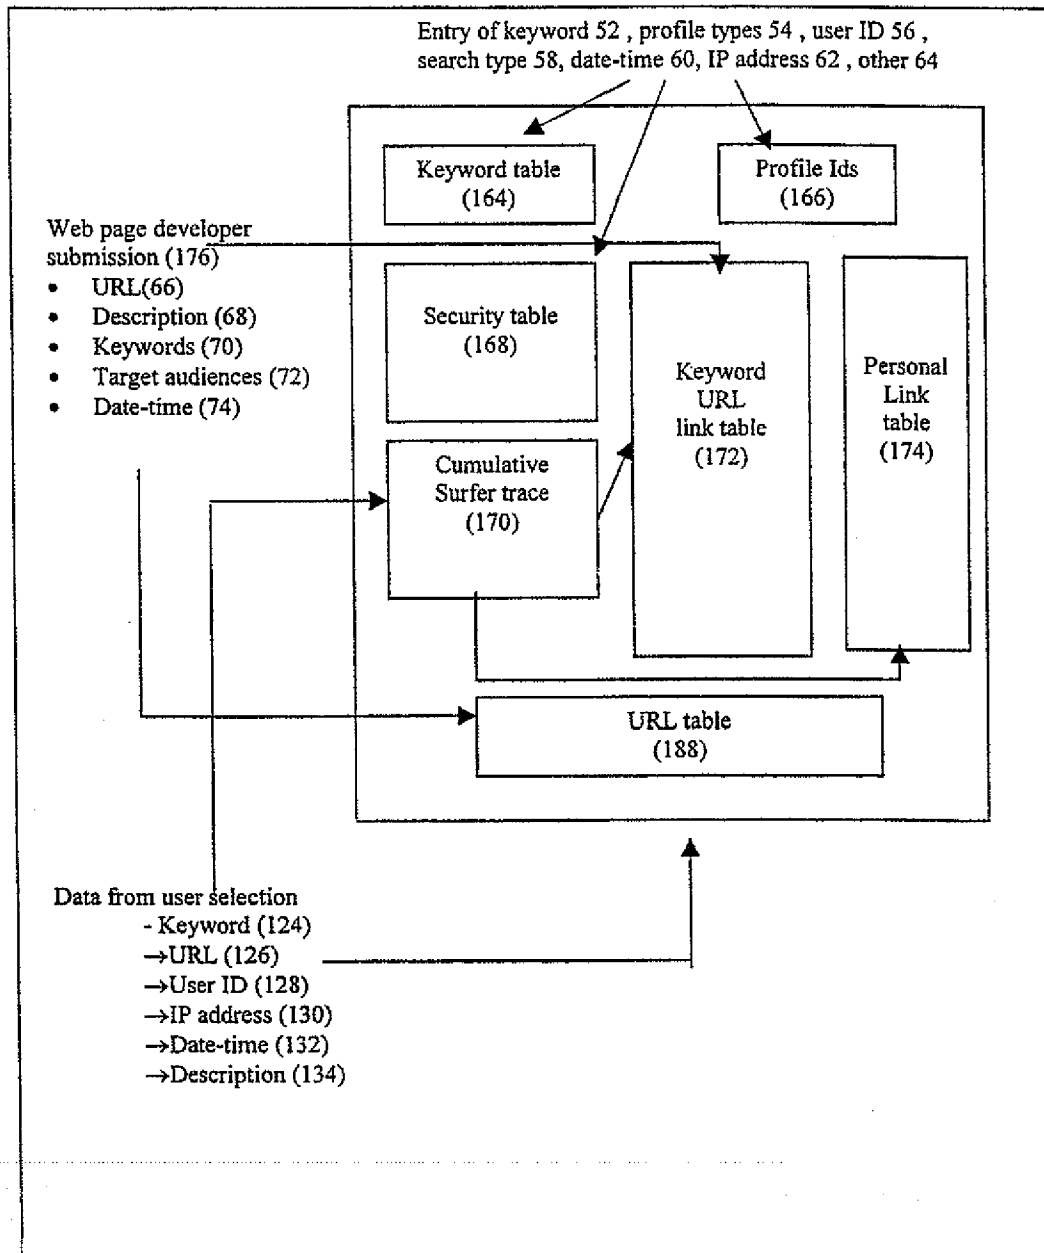 Entry of keyword 52 , profile types 54 , user ID 56 ,
search type 58, date-time 60, IP address 62 , other 64
Keyword table
(164)
Profile Ids
(166)
Web page developer
submission (176)
• URL(66)
• Description (68)
• Keywords (70)
• Target audiences (72)
• Date-time (74)
Security table
(168)
Keyword
URL
link table
(172)
Personal
Link
table
(174)
Cumulative
Surfer trace
(170)
URL table
(188)
Data from user selection
- Keyword (124)
→URL (126)
→User ID (128)
→IP address (130)
→Date-time (132)
→Description (134)